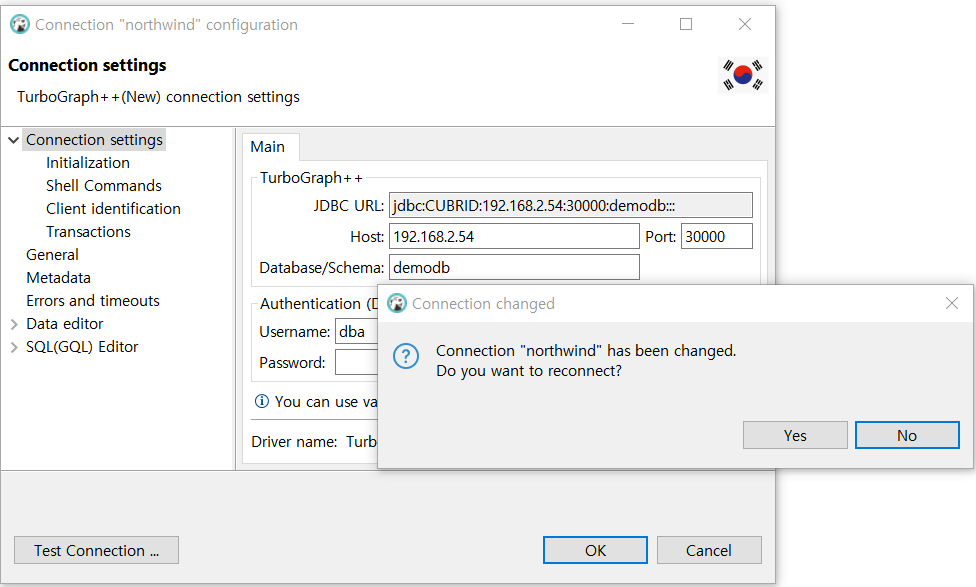 Connection "northwind" configuration
Connection settings
TurboGraph++(New) connection settings
Connection settings
Initialization
Shell Commands
Client identification
Transactions
General
Metadata
Errors and timeouts
Data editor
SQL(GQL) Editor
Main
TurboGraph++
JDBC URL: jdbc:CUBRID:192.168.2.54:30000:demodb:::
Host: 192.168.2.54 Port: 30000
Database/Schema: demodb
Authentication (D
Username: dba
Password:
You can use va
Driver name: Turb
Connection changed
Connection "northwind" has been changed.
Do you want to reconnect?
Yes No
Test Connection ... OK Cancel